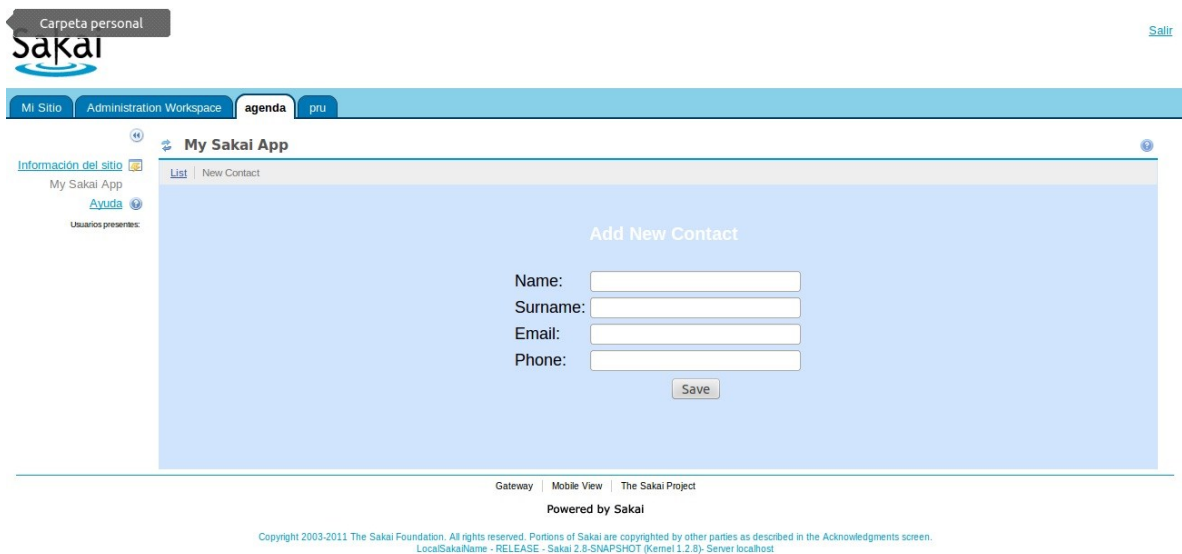 Carpeta personal
Sakai
Salir
Mi Sitio Administration Workspace agenda pru
My Sakai App
Información del sitio
My Sakai App
Ayuda
Usuarios presentes:
List New Contact
Add New Contact
Name:
Surname:
Email:
Phone:
Save
Gateway Mobile View The Sakai Project
Powered by Sakai
Copyright 2003-2011 The Sakai Foundation. All rights reserved. Portions of Sakai are copyrighted by other parties as described in the Acknowledgments screen.
LocalSakaiName - RELEASE - Sakai 2.8-SNAPSHOT (Kernel 1.2.8)- Server localhost